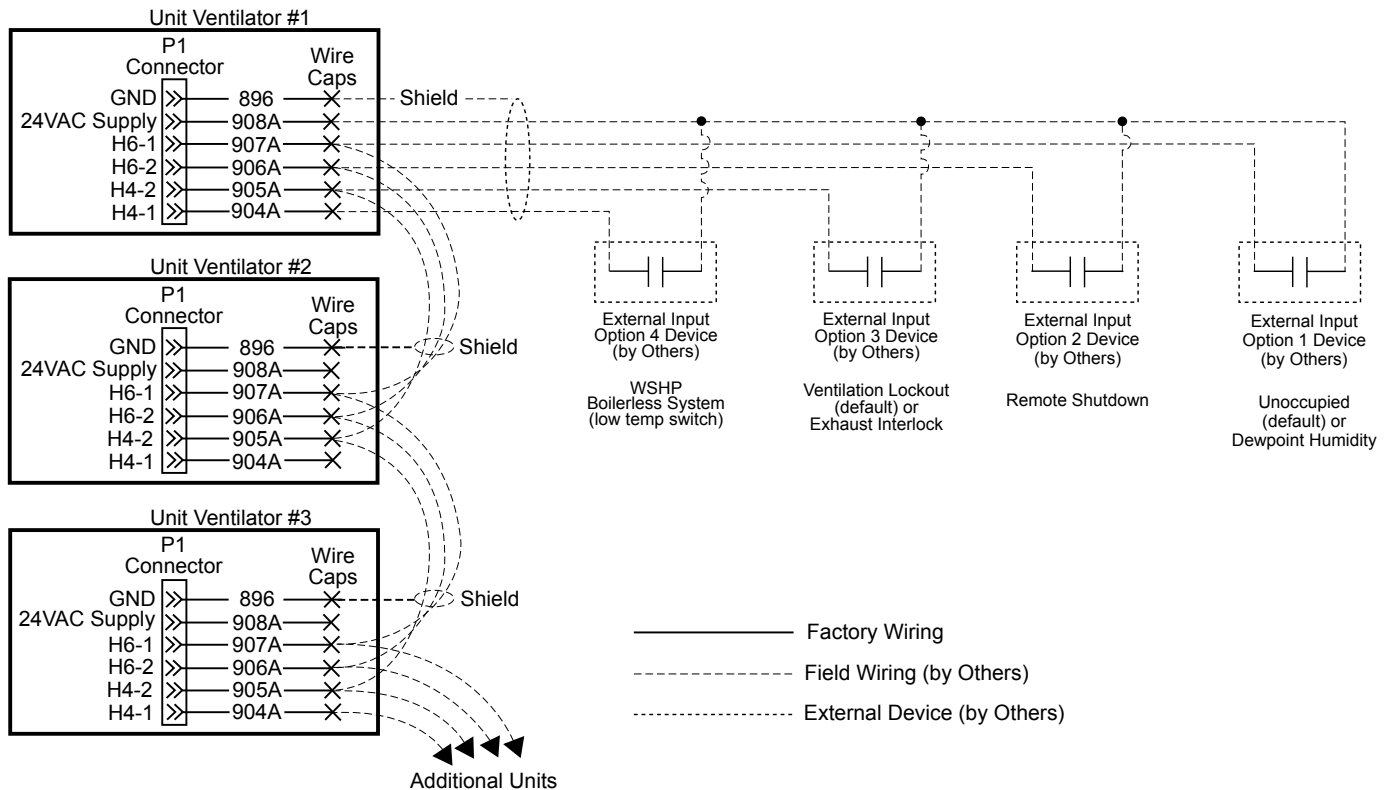 Unit Ventilator #1
P1
Connector
Wire
Caps
GND
896
Shield
24VAC Supply
908A
H6-1
907A
H6-2
906A
H4-2
905A
H4-1
904A
Unit Ventilator #2
P1
Connector
Wire
Caps
GND
896
Shield
24VAC Supply
908A
H6-1
907A
H6-2
906A
H4-2
905A
H4-1
904A
External Input
Option 4 Device
(by Others)
WSHP
Boilerless System
(low temp switch)
External Input
Option 3 Device
(by Others)
Ventilation Lockout
(default) or
Exhaust Interlock
External Input
Option 2 Device
(by Others)
Remote Shutdown
External Input
Option 1 Device
(by Others)
Unoccupied
(default) or
Dewpoint Humidity
Unit Ventilator #3
P1
Connector
Wire
Caps
GND
896
Shield
24VAC Supply
908A
H6-1
907A
H6-2
906A
H4-2
905A
H4-1
904A
Factory Wiring
Field Wiring (by Others)
External Device (by Others)
Additional Units